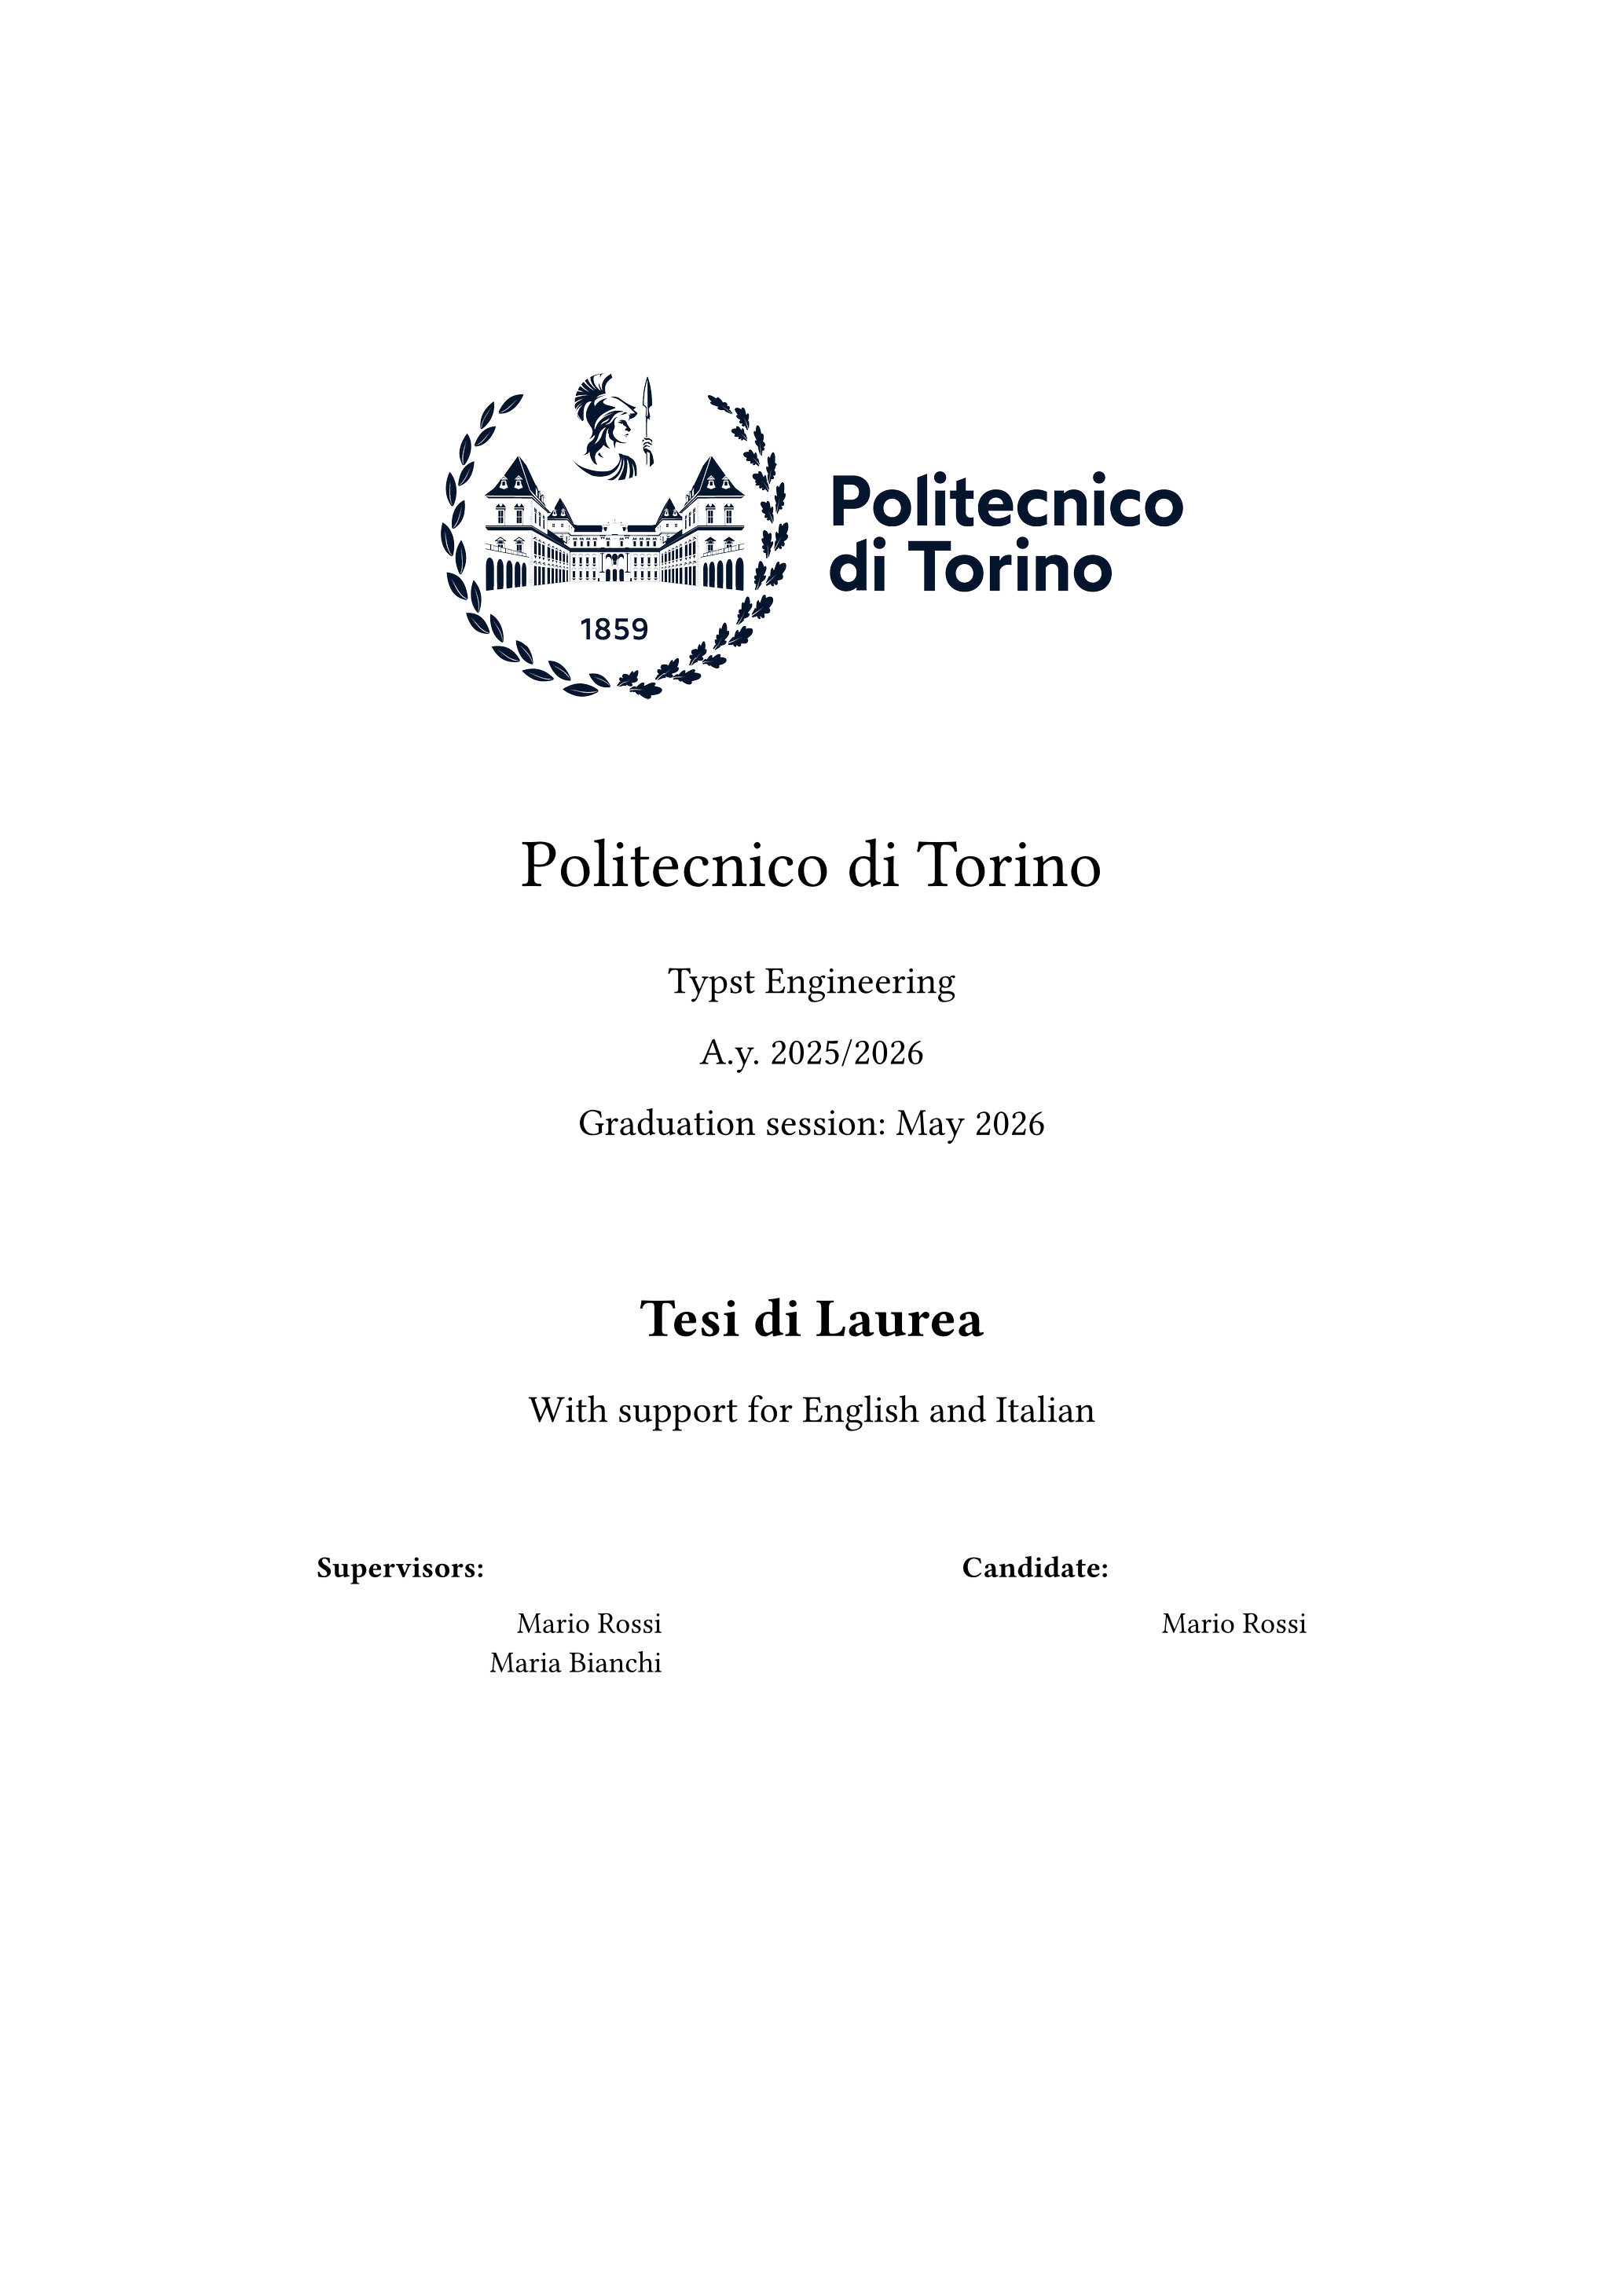 1859
Politecnico
di Torino
Politecnico di Torino
Typst Engineering
A.y. 2025/2026
Graduation session: May 2026
Tesi di Laurea
With support for English and Italian
Supervisors:
Mario Rossi
Maria Bianchi
Candidate:
Mario Rossi